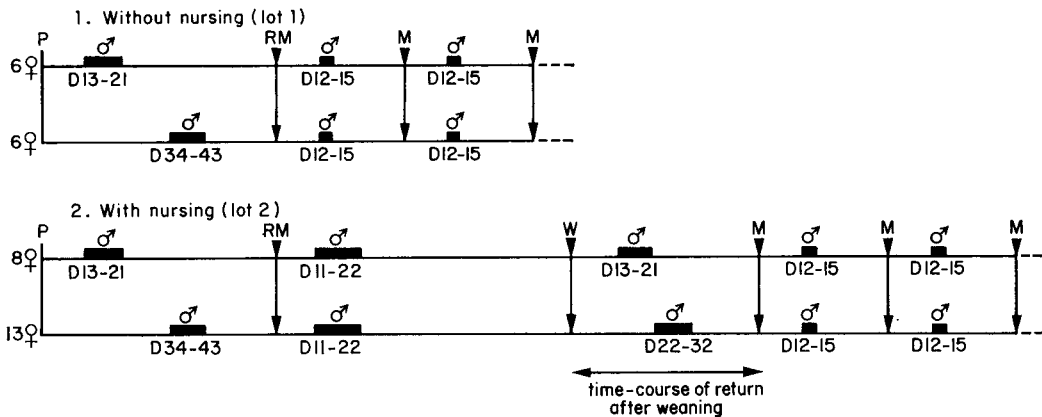 1. Without nursing (lot 1)
P ♂ RM ♂ M ♂ M
6♀
D13-21 D12-15 D12-15
♂ ♂ ♂
6♀
D34-43 D12-15 D12-15
2. With nursing (lot 2)
P ♂ RM ♂ W ♂ M ♂ M ♂ M
8♀
D13-21 D11-22 D13-21 D12-15 D12-15
♂ ♂ ♂ ♂ ♂
13♀
D34-43 D11-22 D22-32 D12-15 D12-15
time-course of return
after weaning